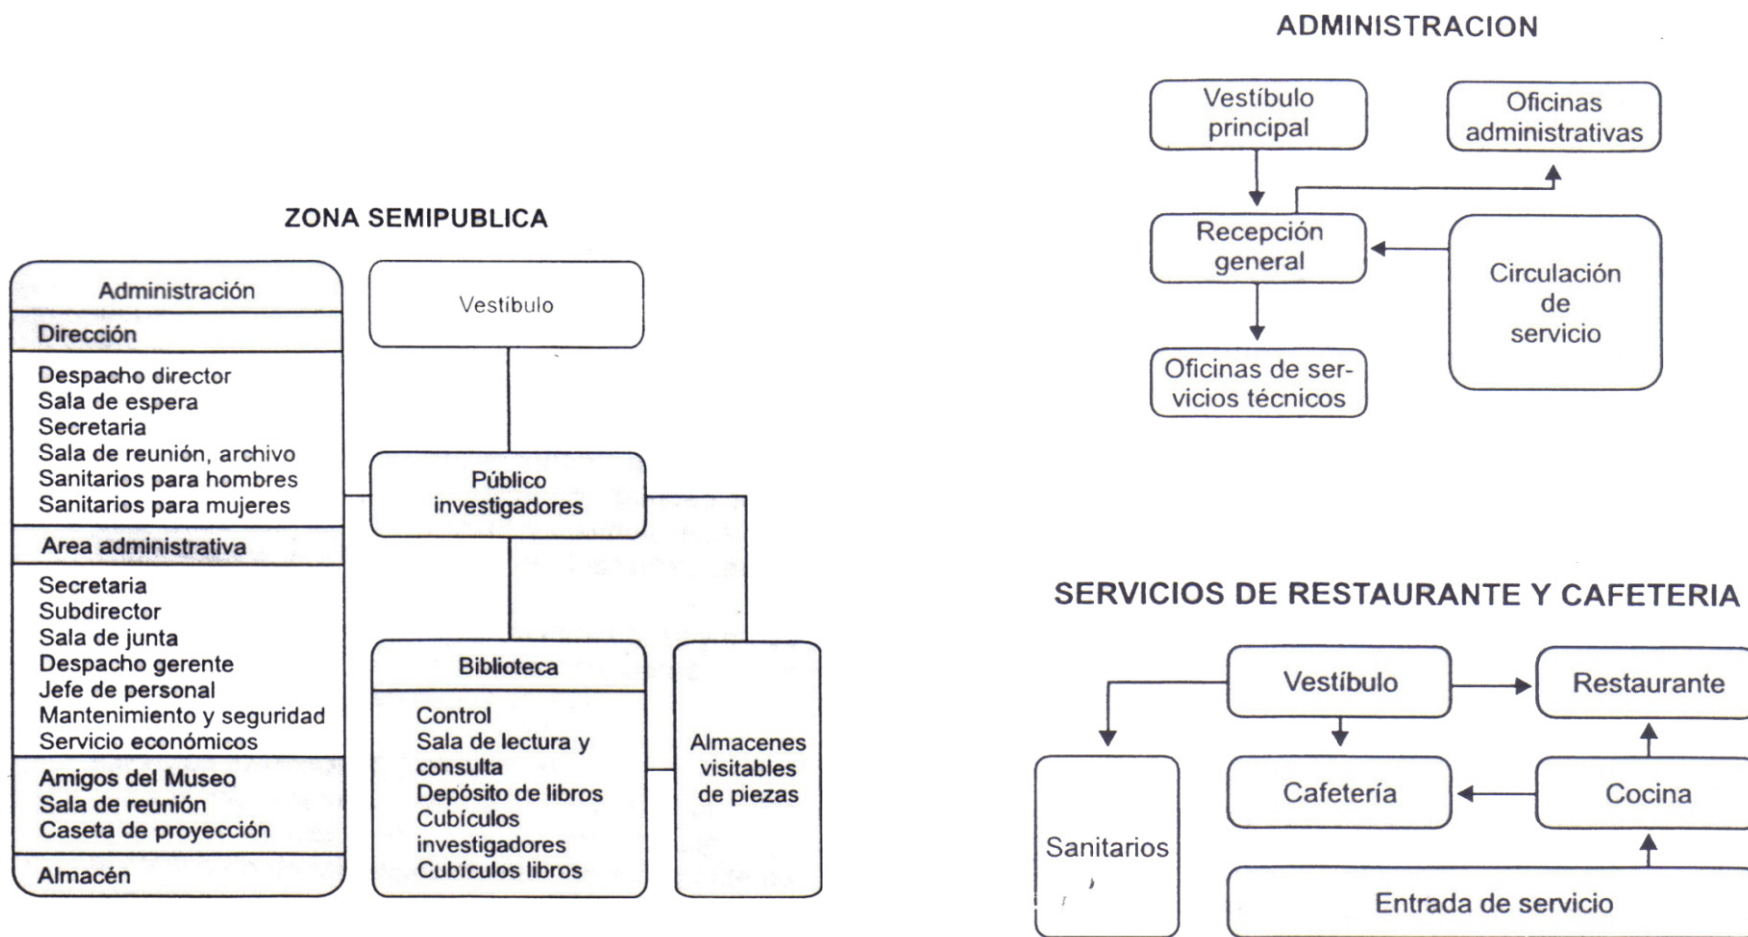 ZONA SEMIPUBLICA
Administración
Dirección
Despacho director
Sala de espera
Secretaria
Sala de reunión, archivo
Sanitarios para hombres
Sanitarios para mujeres
Area administrativa
Secretaria
Subdirector
Sala de junta
Despacho gerente
Jefe de personal
Mantenimiento y seguridad
Servicio económicos
Amigos del Museo
Sala de reunión
Caseta de proyección
Almacén
Vestíbulo
Público
investigadores
Biblioteca
Control
Sala de lectura y
consulta
Depósito de libros
Cubículos
investigadores
Cubículos libros
Almacenes
visitables
de piezas
ADMINISTRACION
Vestíbulo
principal
Oficinas
administrativas
Recepción
general
Circulación
de
servicio
Oficinas de ser-
vicios técnicos
SERVICIOS DE RESTAURANTE Y CAFETERIA
Vestíbulo
Restaurante
Cafetería
Cocina
Sanitarios
Entrada de servicio